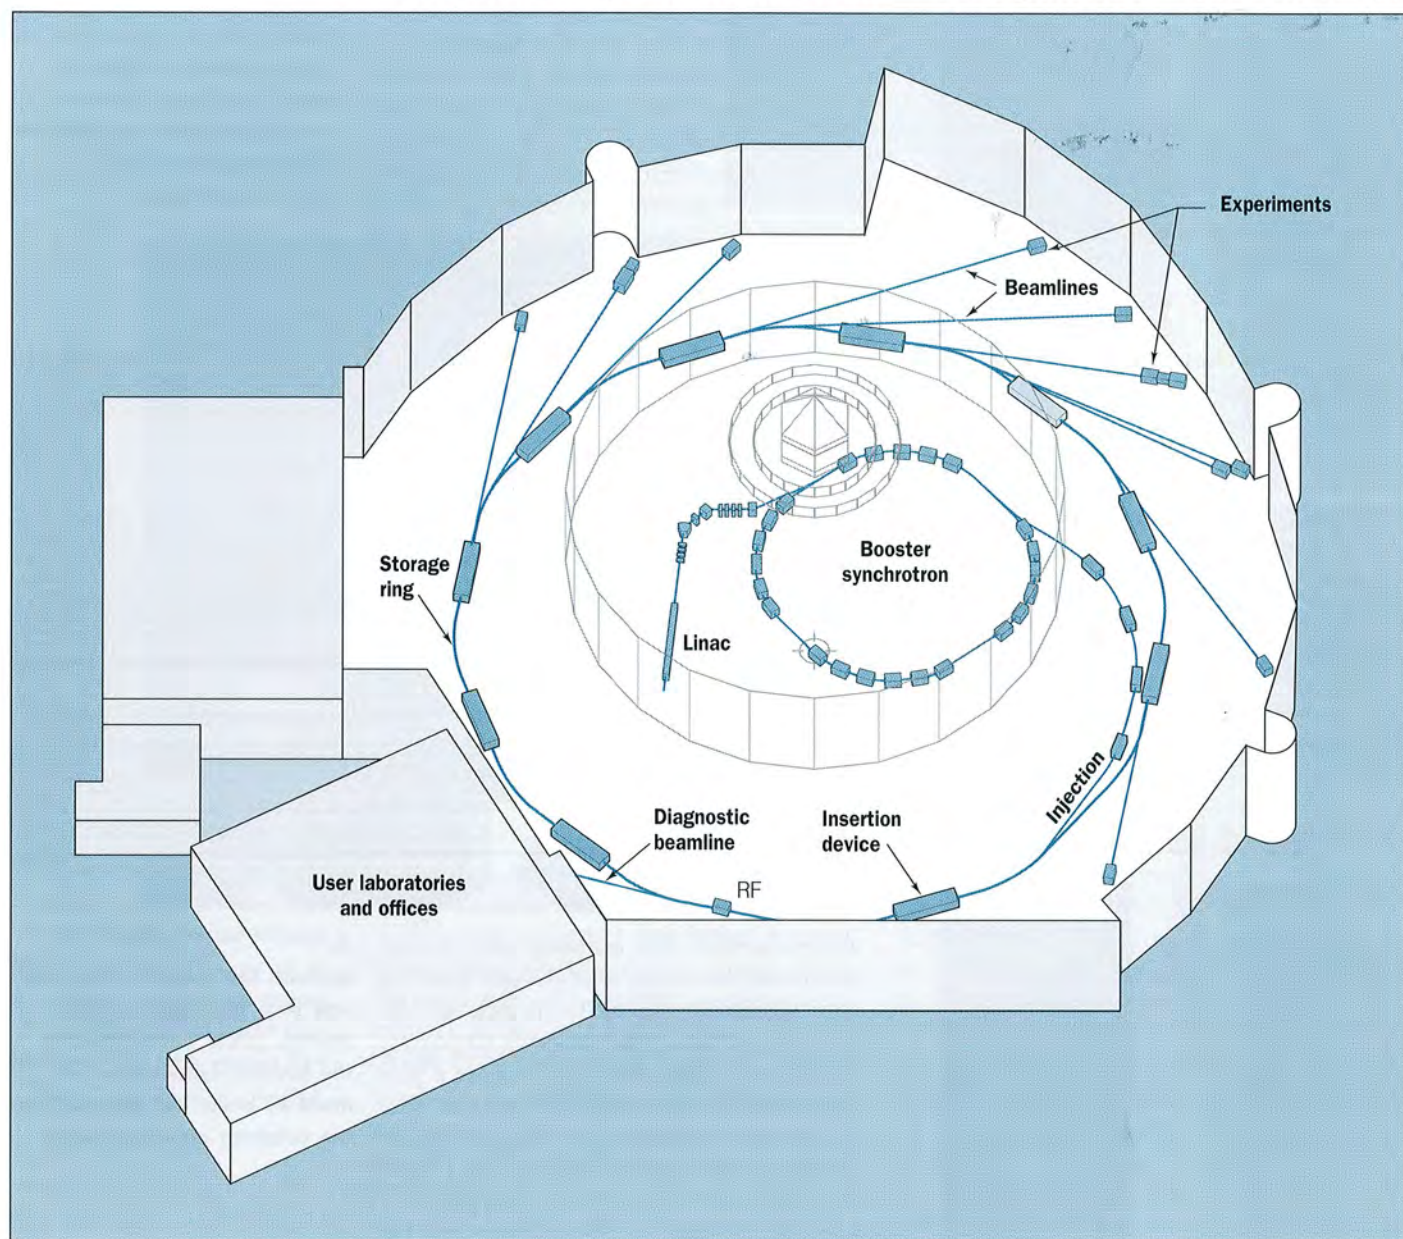 Experiments
Beamlines
Booster
synchrotron
Storage
ring
Linac
Injection
Diagnostic
beamline
Insertion
device
RF
User laboratories
and offices